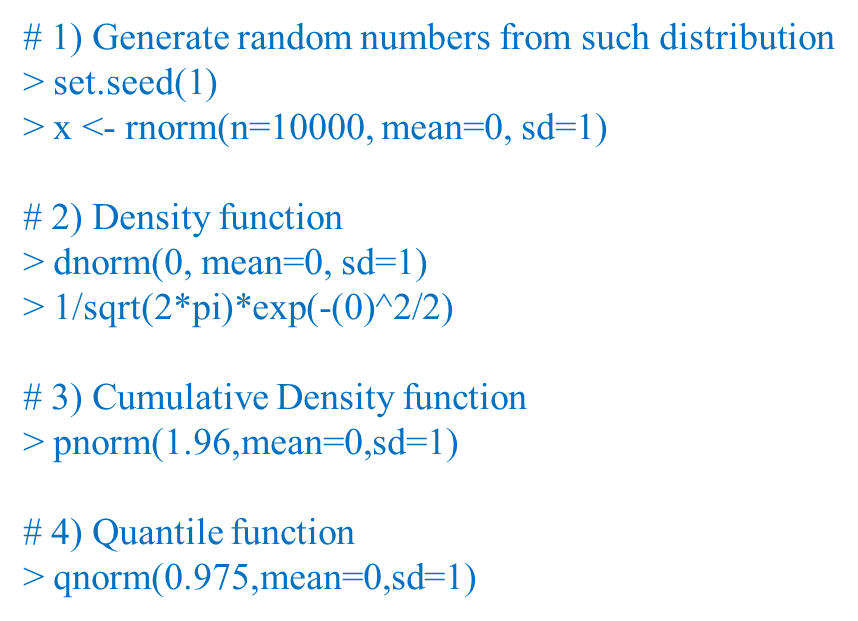 # 1) Generate random numbers from such distribution
> set.seed(1)
> x <- rnorm(n=10000, mean=0, sd=1)
# 2) Density function
> dnorm(0, mean=0, sd=1)
> 1/sqrt(2*pi)*exp(-(0)^2/2)
# 3) Cumulative Density function
> pnorm(1.96,mean=0,sd=1)
# 4) Quantile function
> qnorm(0.975,mean=0,sd=1)